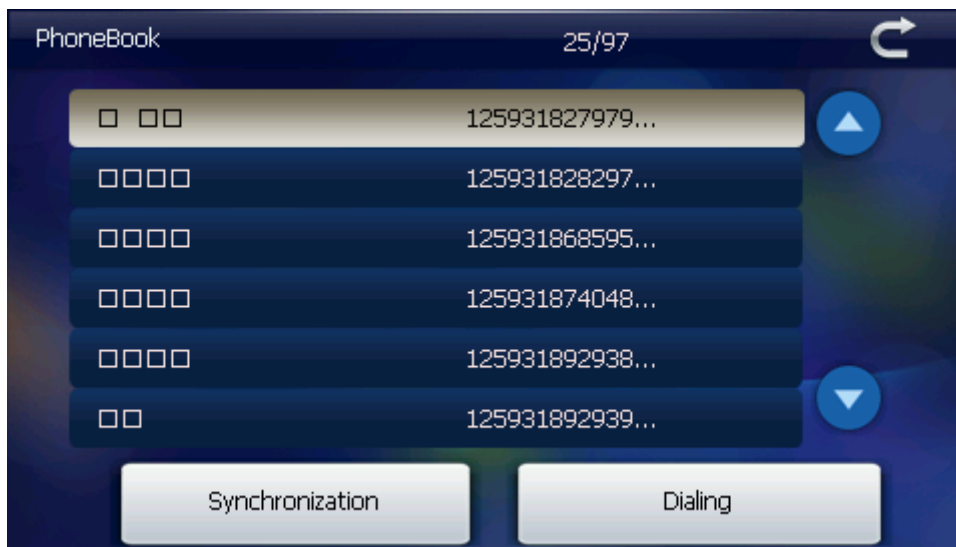 PhoneBook 25/97
□ □□ 125931827979...
□□□□ 125931828297...
□□□□ 125931868595...
□□□□ 125931874048...
□□□□ 125931892938...
□□ 125931892939...
Synchronization Dialing